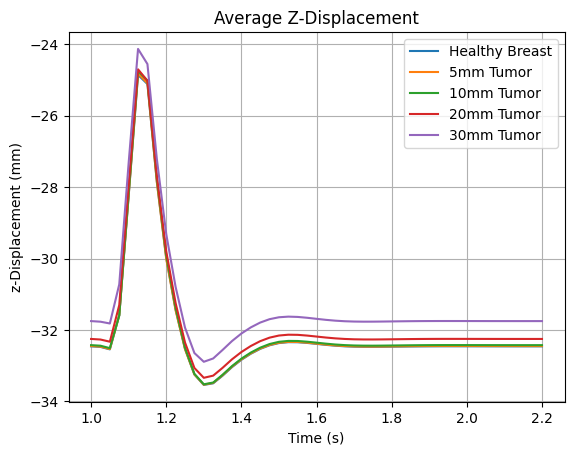 Average Z-Displacement
z-Displacement (mm)
−24
−26
−28
−30
−32
−34
Healthy Breast
5mm Tumor
10mm Tumor
20mm Tumor
30mm Tumor
1.0 1.2 1.4 1.6 1.8 2.0 2.2
Time (s)